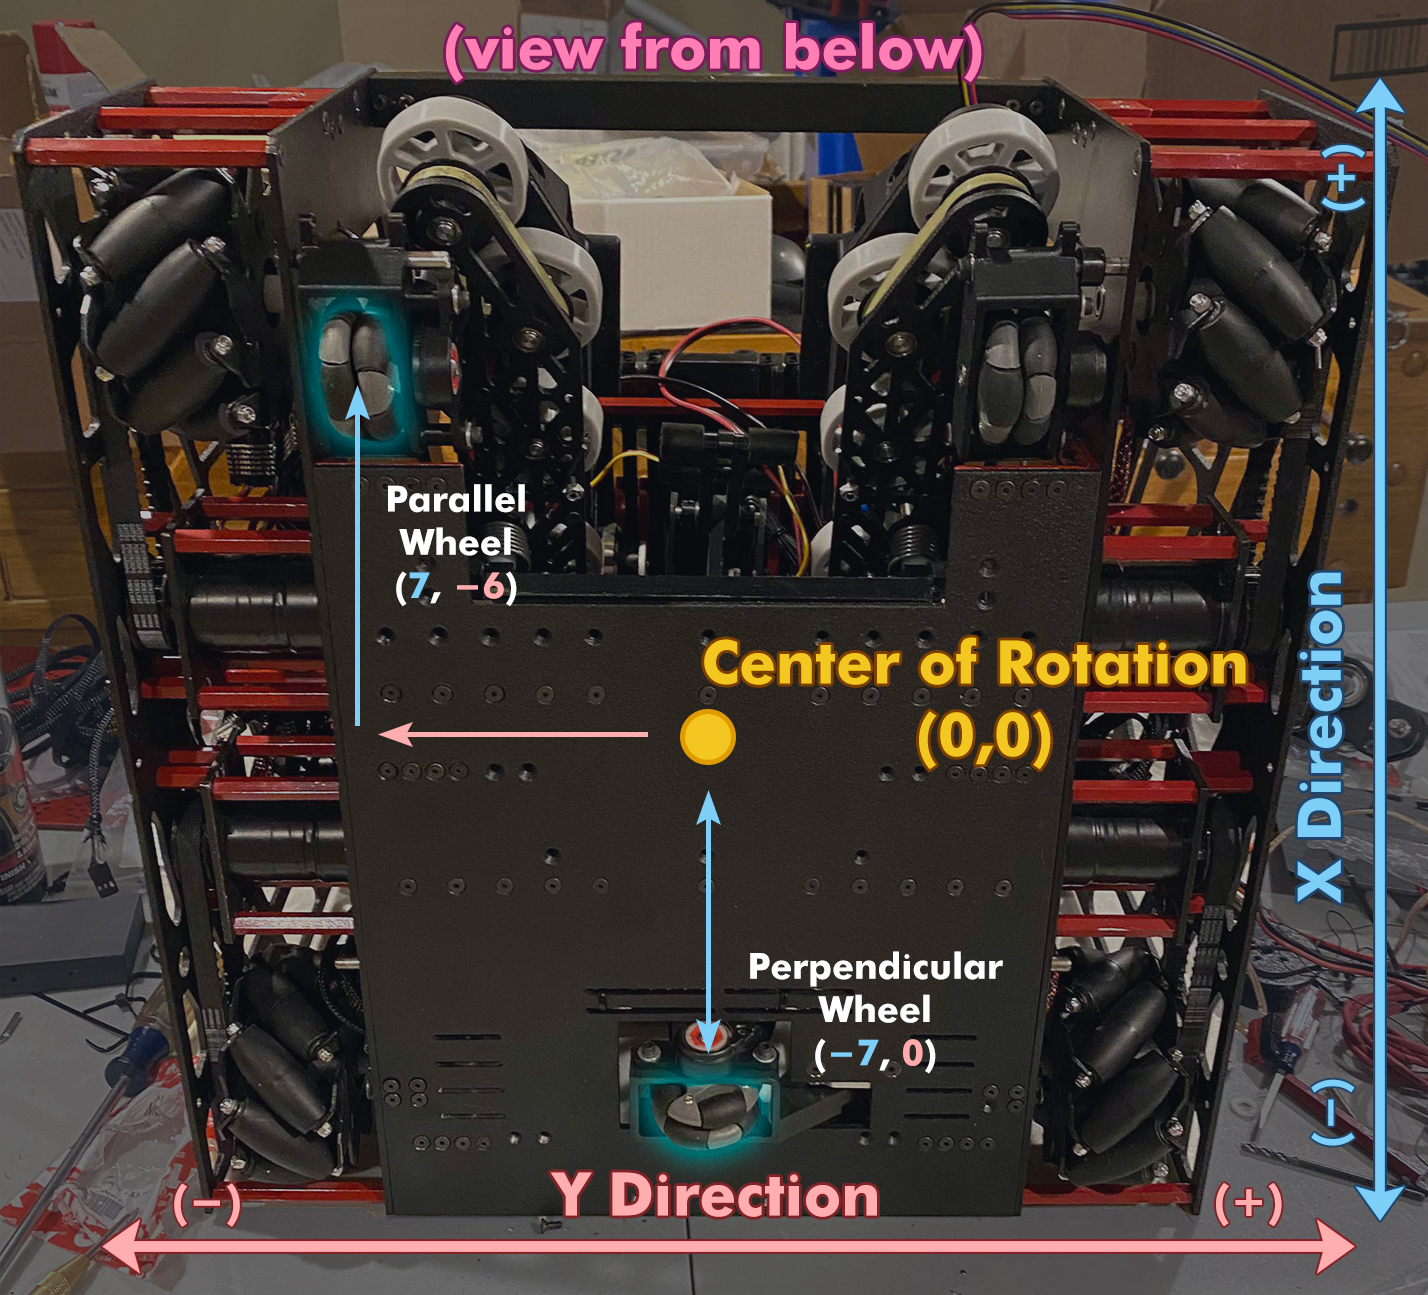 (view from below)
(+)
Parallel
Wheel
(7, −6)
Center of Rotation
(0,0)
X Direction
Perpendicular
Wheel
(−7, 0)
(−)
Y Direction
(−)
(+)